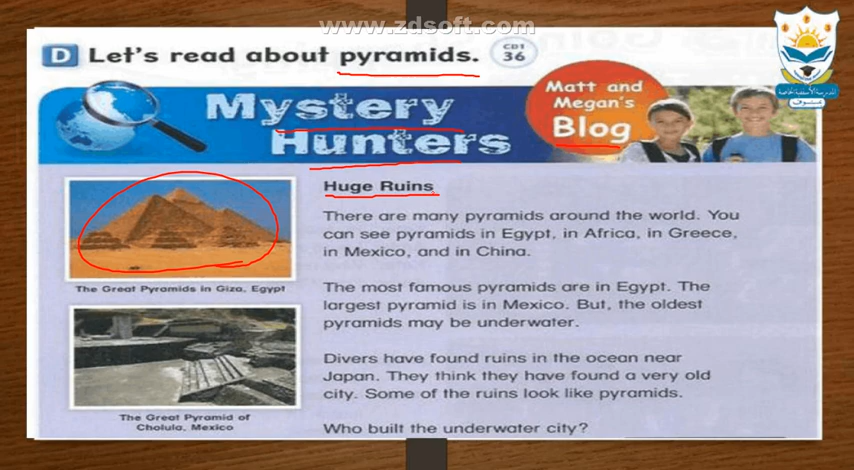 www.zdsoft.com
D Let's read about pyramids. CD1 36
Mystery
Hunters
Matt and
Megan's
Blog
Huge Ruins
There are many pyramids around the world. You
can see pyramids in Egypt, in Africa, in Greece,
in Mexico, and in China.
The Great Pyramids in Giza, Egypt
The most famous pyramids are in Egypt. The
largest pyramid is in Mexico. But, the oldest
pyramids may be underwater.
Divers have found ruins in the ocean near
Japan. They think they have found a very old
city. Some of the ruins look like pyramids.
The Great Pyramid of
Cholula, Mexico
Who built the underwater city?